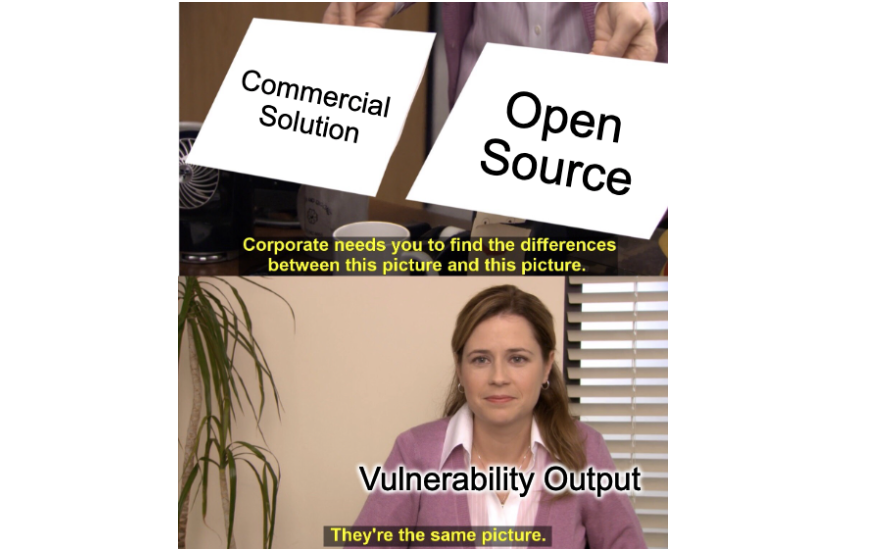 Commercial
Solution
Open
Source
Corporate needs you to find the differences
between this picture and this picture.
Vulnerability Output
They're the same picture.